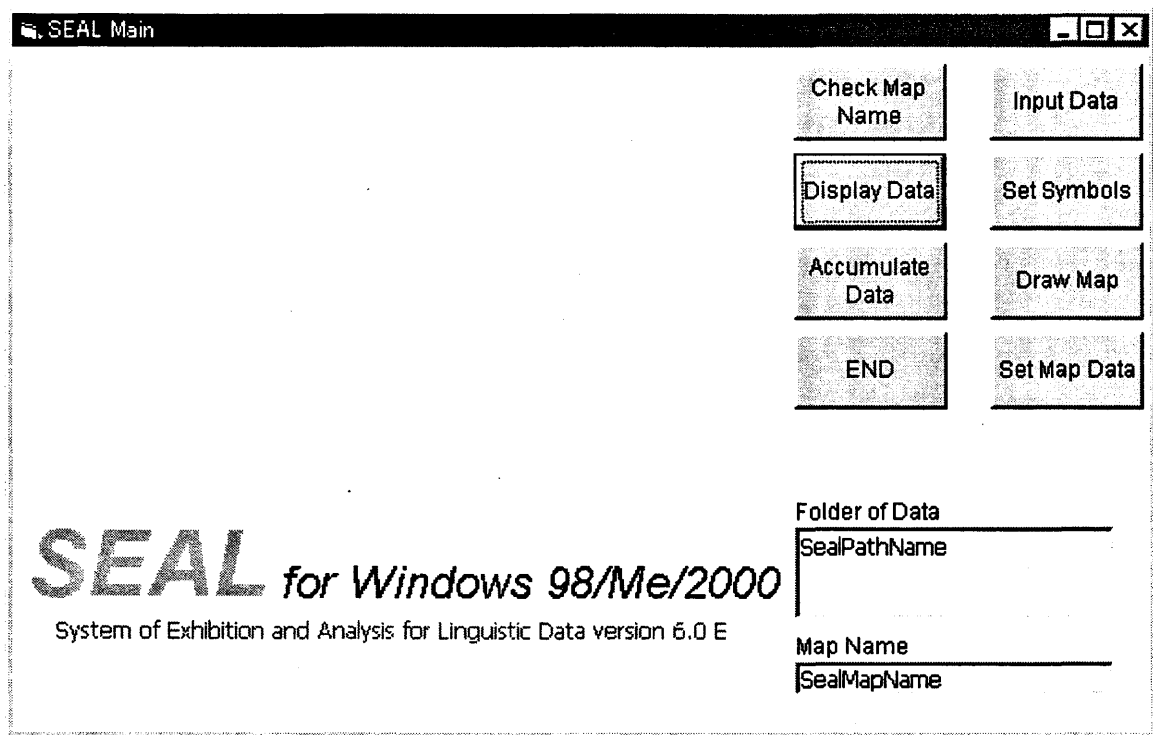 SEAL Main
Check Map
Name
Input Data
Display Data
Set Symbols
Accumulate
Data
Draw Map
END
Set Map Data
Folder of Data
SealPathName
SEAL for Windows 98/Me/2000
System of Exhibition and Analysis for Linguistic Data version 6.0 E
Map Name
SealMapName